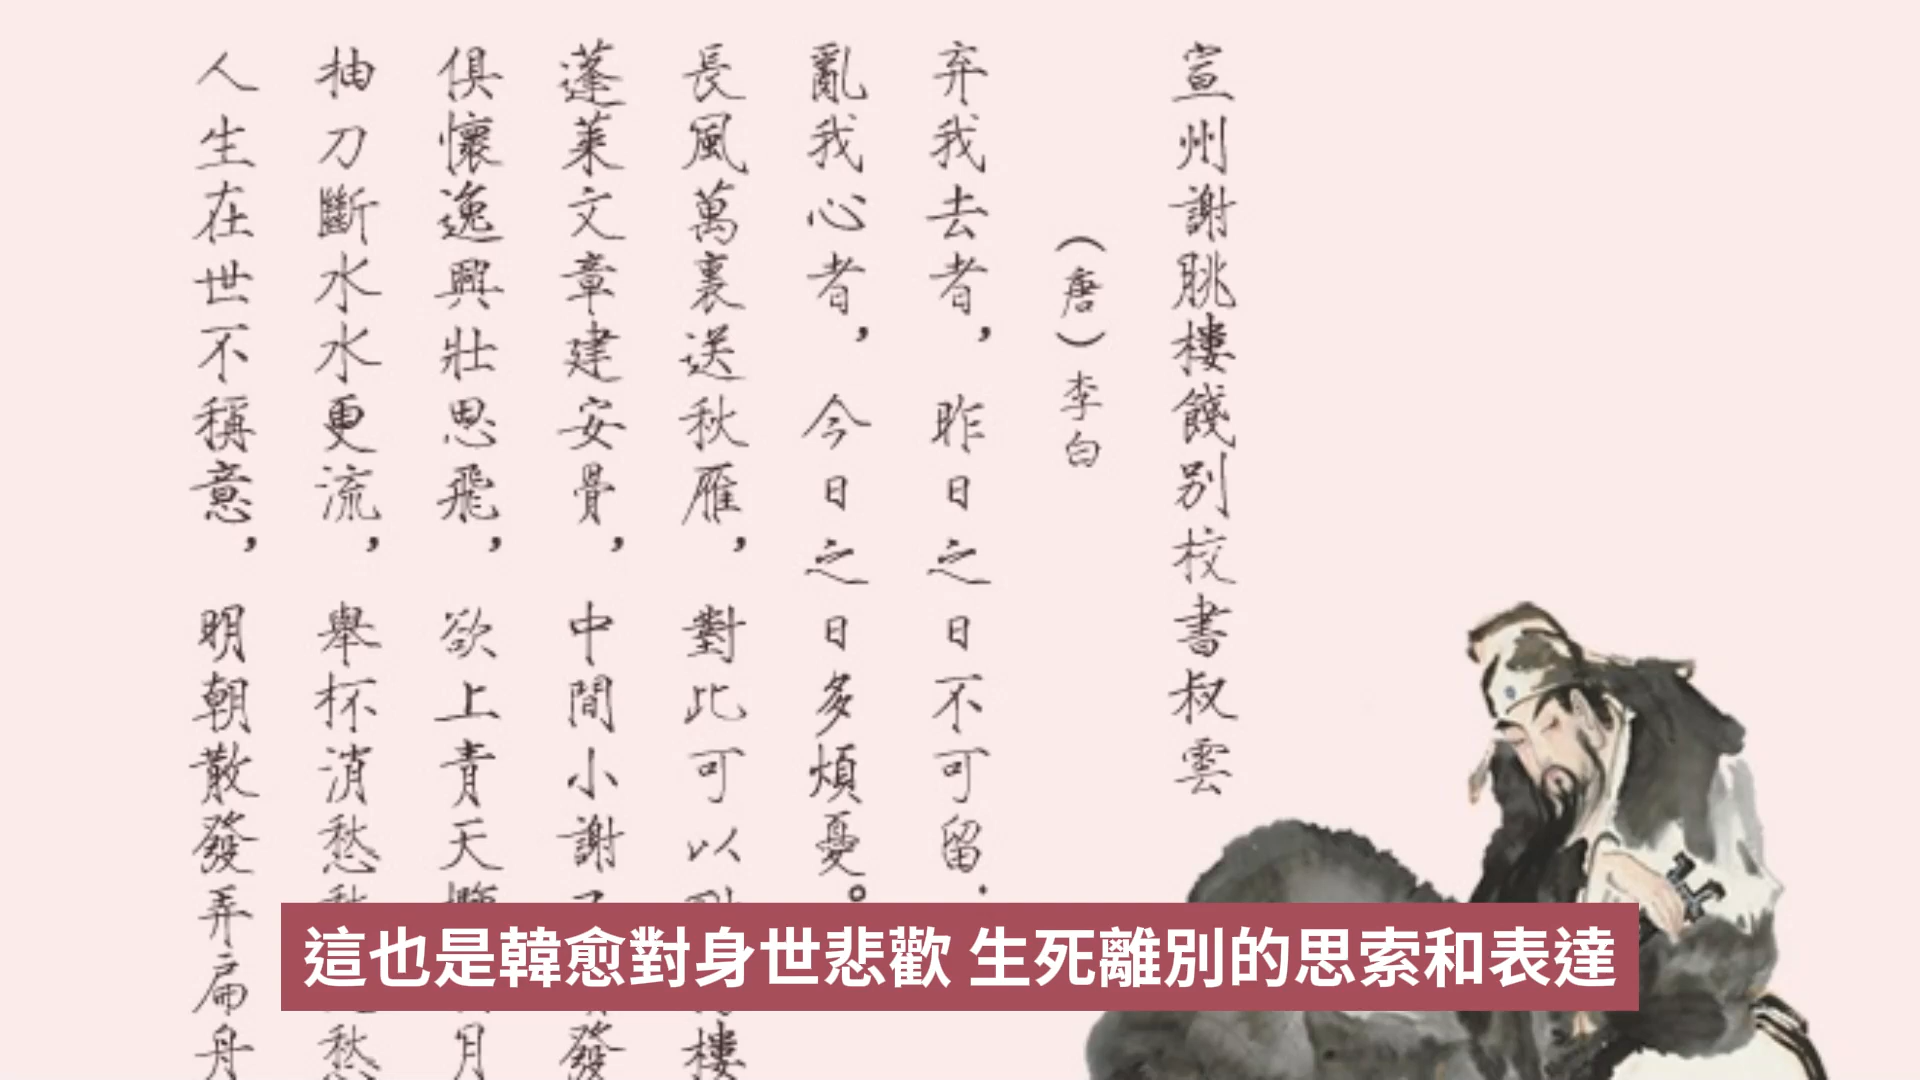 宣州謝脁樓餞別校書叔雲
（唐）李白
弃我去者，昨日之日不可留.
亂我心者，今日之日多煩憂。
長風萬裏送秋雁，對此可以 樓
蓬萊文章建安骨，中間小謝 發
俱懷逸興壯思飛，欲上青天 月
抽刀斷水水更流，舉杯消愁 愁
人生在世不稱意，明朝散發弄扁舟
這也是韓愈對身世悲歡 生死離別的思索和表達